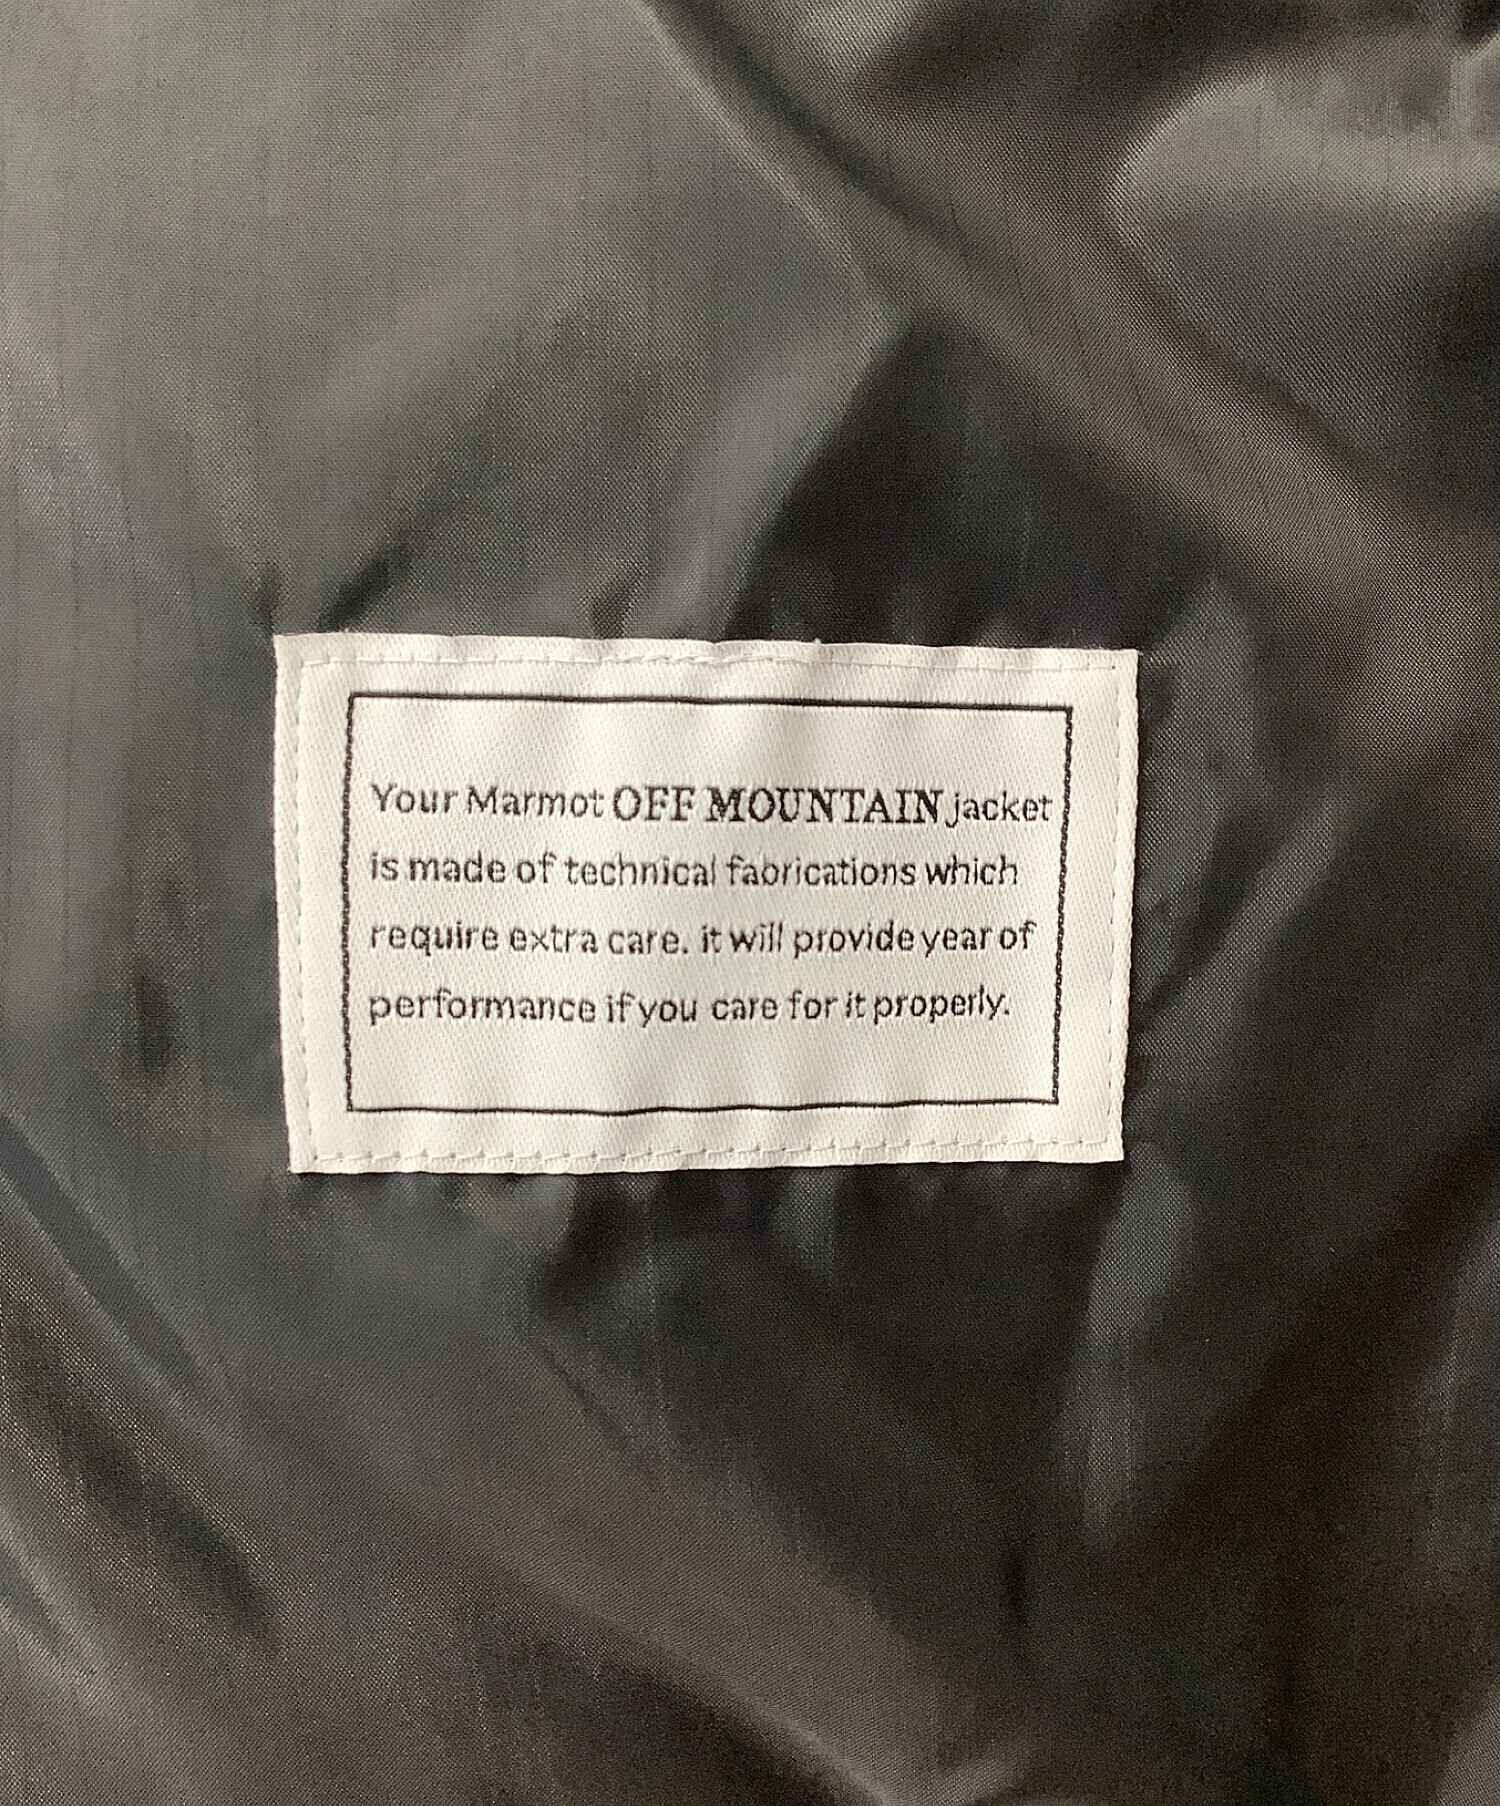 Your Marmot OFF MOUNTAIN jacket
is made of technical fabrications which
require extra care. it will provide year of
performance if you care for it properly.